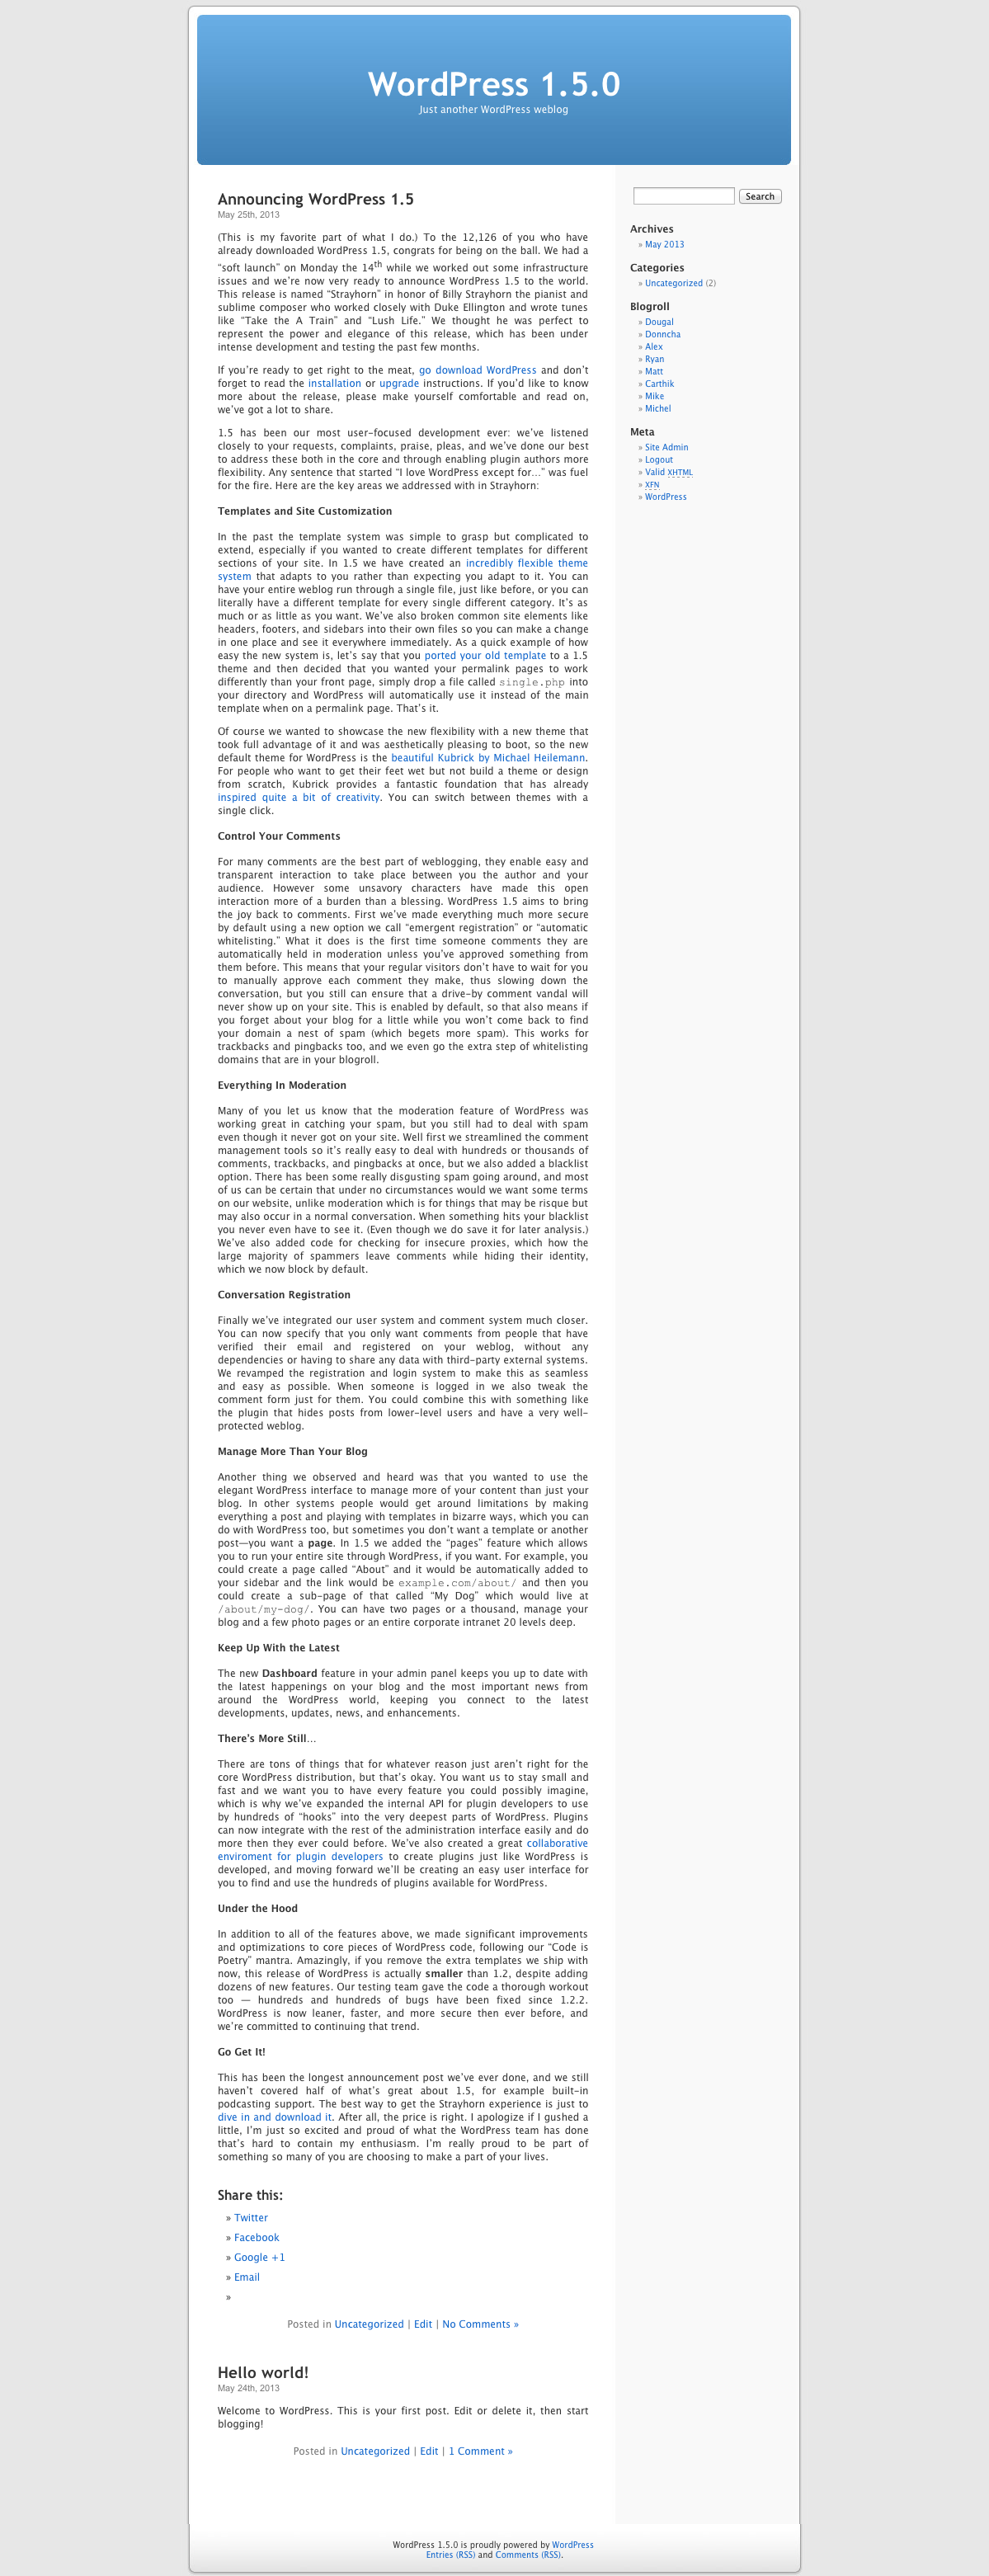 WordPress 1.5.0
Just another WordPress weblog
Announcing WordPress 1.5
May 25th, 2013
(This is my favorite part of what I do.) To the 12,126 of you who have
already downloaded WordPress 1.5, congrats for being on the ball. We had a
“soft launch” on Monday the 14th while we worked out some infrastructure
issues and we’re now very ready to announce WordPress 1.5 to the world.
This release is named “Strayhorn” in honor of Billy Strayhorn the pianist and
sublime composer who worked closely with Duke Ellington and wrote tunes
like “Take the A Train” and “Lush Life.” We thought he was perfect to
represent the power and elegance of this release, which has been under
intense development and testing the past few months.
If you’re ready to get right to the meat, go download WordPress and don’t
forget to read the installation or upgrade instructions. If you’d like to know
more about the release, please make yourself comfortable and read on,
we’ve got a lot to share.
1.5 has been our most user-focused development ever: we’ve listened
closely to your requests, complaints, praise, pleas, and we’ve done our best
to address these both in the core and through enabling plugin authors more
flexibility. Any sentence that started “I love WordPress except for…” was fuel
for the fire. Here are the key areas we addressed with in Strayhorn:
Templates and Site Customization
In the past the template system was simple to grasp but complicated to
extend, especially if you wanted to create different templates for different
sections of your site. In 1.5 we have created an incredibly flexible theme
system that adapts to you rather than expecting you adapt to it. You can
have your entire weblog run through a single file, just like before, or you can
literally have a different template for every single different category. It’s as
much or as little as you want. We’ve also broken common site elements like
headers, footers, and sidebars into their own files so you can make a change
in one place and see it everywhere immediately. As a quick example of how
easy the new system is, let’s say that you ported your old template to a 1.5
theme and then decided that you wanted your permalink pages to work
differently than your front page, simply drop a file called single.php into
your directory and WordPress will automatically use it instead of the main
template when on a permalink page. That’s it.
Of course we wanted to showcase the new flexibility with a new theme that
took full advantage of it and was aesthetically pleasing to boot, so the new
default theme for WordPress is the beautiful Kubrick by Michael Heilemann.
For people who want to get their feet wet but not build a theme or design
from scratch, Kubrick provides a fantastic foundation that has already
inspired quite a bit of creativity. You can switch between themes with a
single click.
Control Your Comments
For many comments are the best part of weblogging, they enable easy and
transparent interaction to take place between you the author and your
audience. However some unsavory characters have made this open
interaction more of a burden than a blessing. WordPress 1.5 aims to bring
the joy back to comments. First we’ve made everything much more secure
by default using a new option we call “emergent registration” or “automatic
whitelisting.” What it does is the first time someone comments they are
automatically held in moderation unless you’ve approved something from
them before. This means that your regular visitors don’t have to wait for you
to manually approve each comment they make, thus slowing down the
conversation, but you still can ensure that a drive-by comment vandal will
never show up on your site. This is enabled by default, so that also means if
you forget about your blog for a little while you won’t come back to find
your domain a nest of spam (which begets more spam). This works for
trackbacks and pingbacks too, and we even go the extra step of whitelisting
domains that are in your blogroll.
Everything In Moderation
Many of you let us know that the moderation feature of WordPress was
working great in catching your spam, but you still had to deal with spam
even though it never got on your site. Well first we streamlined the comment
management tools so it’s really easy to deal with hundreds or thousands of
comments, trackbacks, and pingbacks at once, but we also added a blacklist
option. There has been some really disgusting spam going around, and most
of us can be certain that under no circumstances would we want some terms
on our website, unlike moderation which is for things that may be risque but
may also occur in a normal conversation. When something hits your blacklist
you never even have to see it. (Even though we do save it for later analysis.)
We’ve also added code for checking for insecure proxies, which how the
large majority of spammers leave comments while hiding their identity,
which we now block by default.
Conversation Registration
Finally we’ve integrated our user system and comment system much closer.
You can now specify that you only want comments from people that have
verified their email and registered on your weblog, without any
dependencies or having to share any data with third-party external systems.
We revamped the registration and login system to make this as seamless
and easy as possible. When someone is logged in we also tweak the
comment form just for them. You could combine this with something like
the plugin that hides posts from lower-level users and have a very well-
protected weblog.
Manage More Than Your Blog
Another thing we observed and heard was that you wanted to use the
elegant WordPress interface to manage more of your content than just your
blog. In other systems people would get around limitations by making
everything a post and playing with templates in bizarre ways, which you can
do with WordPress too, but sometimes you don’t want a template or another
post—you want a page. In 1.5 we added the “pages” feature which allows
you to run your entire site through WordPress, if you want. For example, you
could create a page called “About” and it would be automatically added to
your sidebar and the link would be example.com/about/ and then you
could create a sub-page of that called “My Dog” which would live at
/about/my-dog/. You can have two pages or a thousand, manage your
blog and a few photo pages or an entire corporate intranet 20 levels deep.
Keep Up With the Latest
The new Dashboard feature in your admin panel keeps you up to date with
the latest happenings on your blog and the most important news from
around the WordPress world, keeping you connect to the latest
developments, updates, news, and enhancements.
There’s More Still…
There are tons of things that for whatever reason just aren’t right for the
core WordPress distribution, but that’s okay. You want us to stay small and
fast and we want you to have every feature you could possibly imagine,
which is why we’ve expanded the internal API for plugin developers to use
by hundreds of “hooks” into the very deepest parts of WordPress. Plugins
can now integrate with the rest of the administration interface easily and do
more then they ever could before. We’ve also created a great collaborative
enviroment for plugin developers to create plugins just like WordPress is
developed, and moving forward we’ll be creating an easy user interface for
you to find and use the hundreds of plugins available for WordPress.
Under the Hood
In addition to all of the features above, we made significant improvements
and optimizations to core pieces of WordPress code, following our “Code is
Poetry” mantra. Amazingly, if you remove the extra templates we ship with
now, this release of WordPress is actually smaller than 1.2, despite adding
dozens of new features. Our testing team gave the code a thorough workout
too — hundreds and hundreds of bugs have been fixed since 1.2.2.
WordPress is now leaner, faster, and more secure then ever before, and
we’re committed to continuing that trend.
Go Get It!
This has been the longest announcement post we’ve ever done, and we still
haven’t covered half of what’s great about 1.5, for example built-in
podcasting support. The best way to get the Strayhorn experience is just to
dive in and download it. After all, the price is right. I apologize if I gushed a
little, I’m just so excited and proud of what the WordPress team has done
that’s hard to contain my enthusiasm. I’m really proud to be part of
something so many of you are choosing to make a part of your lives.
Share this:
» Twitter
» Facebook
» Google +1
» Email
»
Posted in Uncategorized | Edit | No Comments »
Hello world!
May 24th, 2013
Welcome to WordPress. This is your first post. Edit or delete it, then start
blogging!
Posted in Uncategorized | Edit | 1 Comment »
Search
Archives
» May 2013
Categories
» Uncategorized (2)
Blogroll
» Dougal
» Donncha
» Alex
» Ryan
» Matt
» Carthik
» Mike
» Michel
Meta
» Site Admin
» Logout
» Valid XHTML
» XFN
» WordPress
WordPress 1.5.0 is proudly powered by WordPress
Entries (RSS) and Comments (RSS).